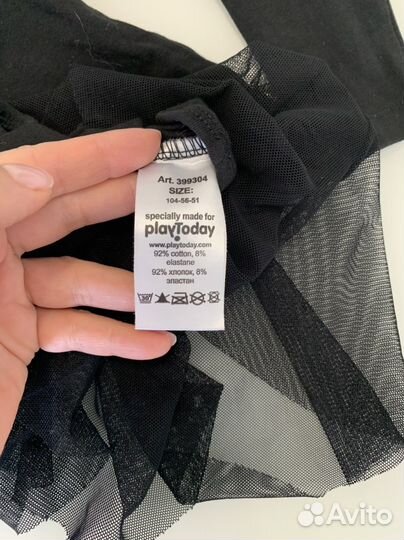 Art. 399304
SIZE:
104-56-51
specially made for
playToday
www.playtoday.com
92% cotton, 8%
elastane
92% хлопок, 8%
эластан
Avito